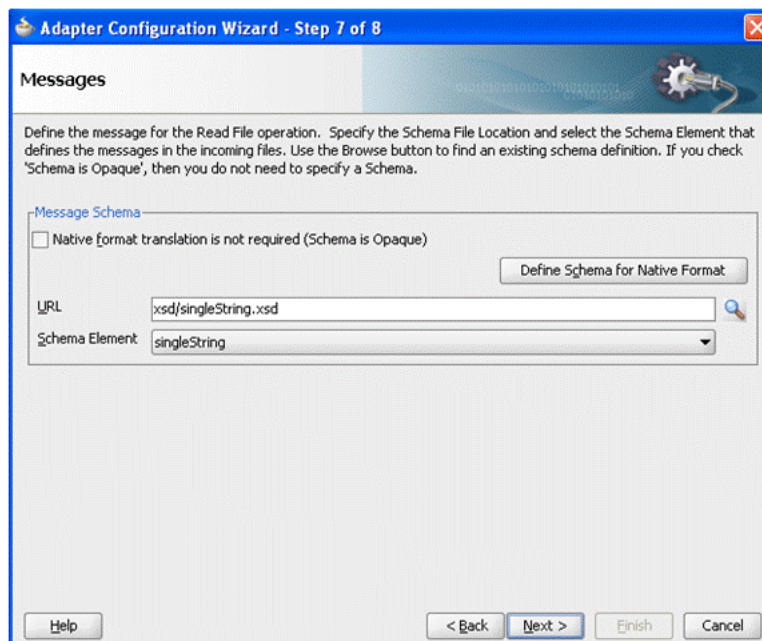 Adapter Configuration Wizard - Step 7 of 8
Messages
Define the message for the Read File operation. Specify the Schema File Location and select the Schema Element that
defines the messages in the incoming files. Use the Browse button to find an existing schema definition. If you check
'Schema is Opaque', then you do not need to specify a Schema.
Message Schema
Native format translation is not required (Schema is Opaque)
Define Schema for Native Format
URL xsd/singleString.xsd
Schema Element singleString
Help < Back Next > Finish Cancel